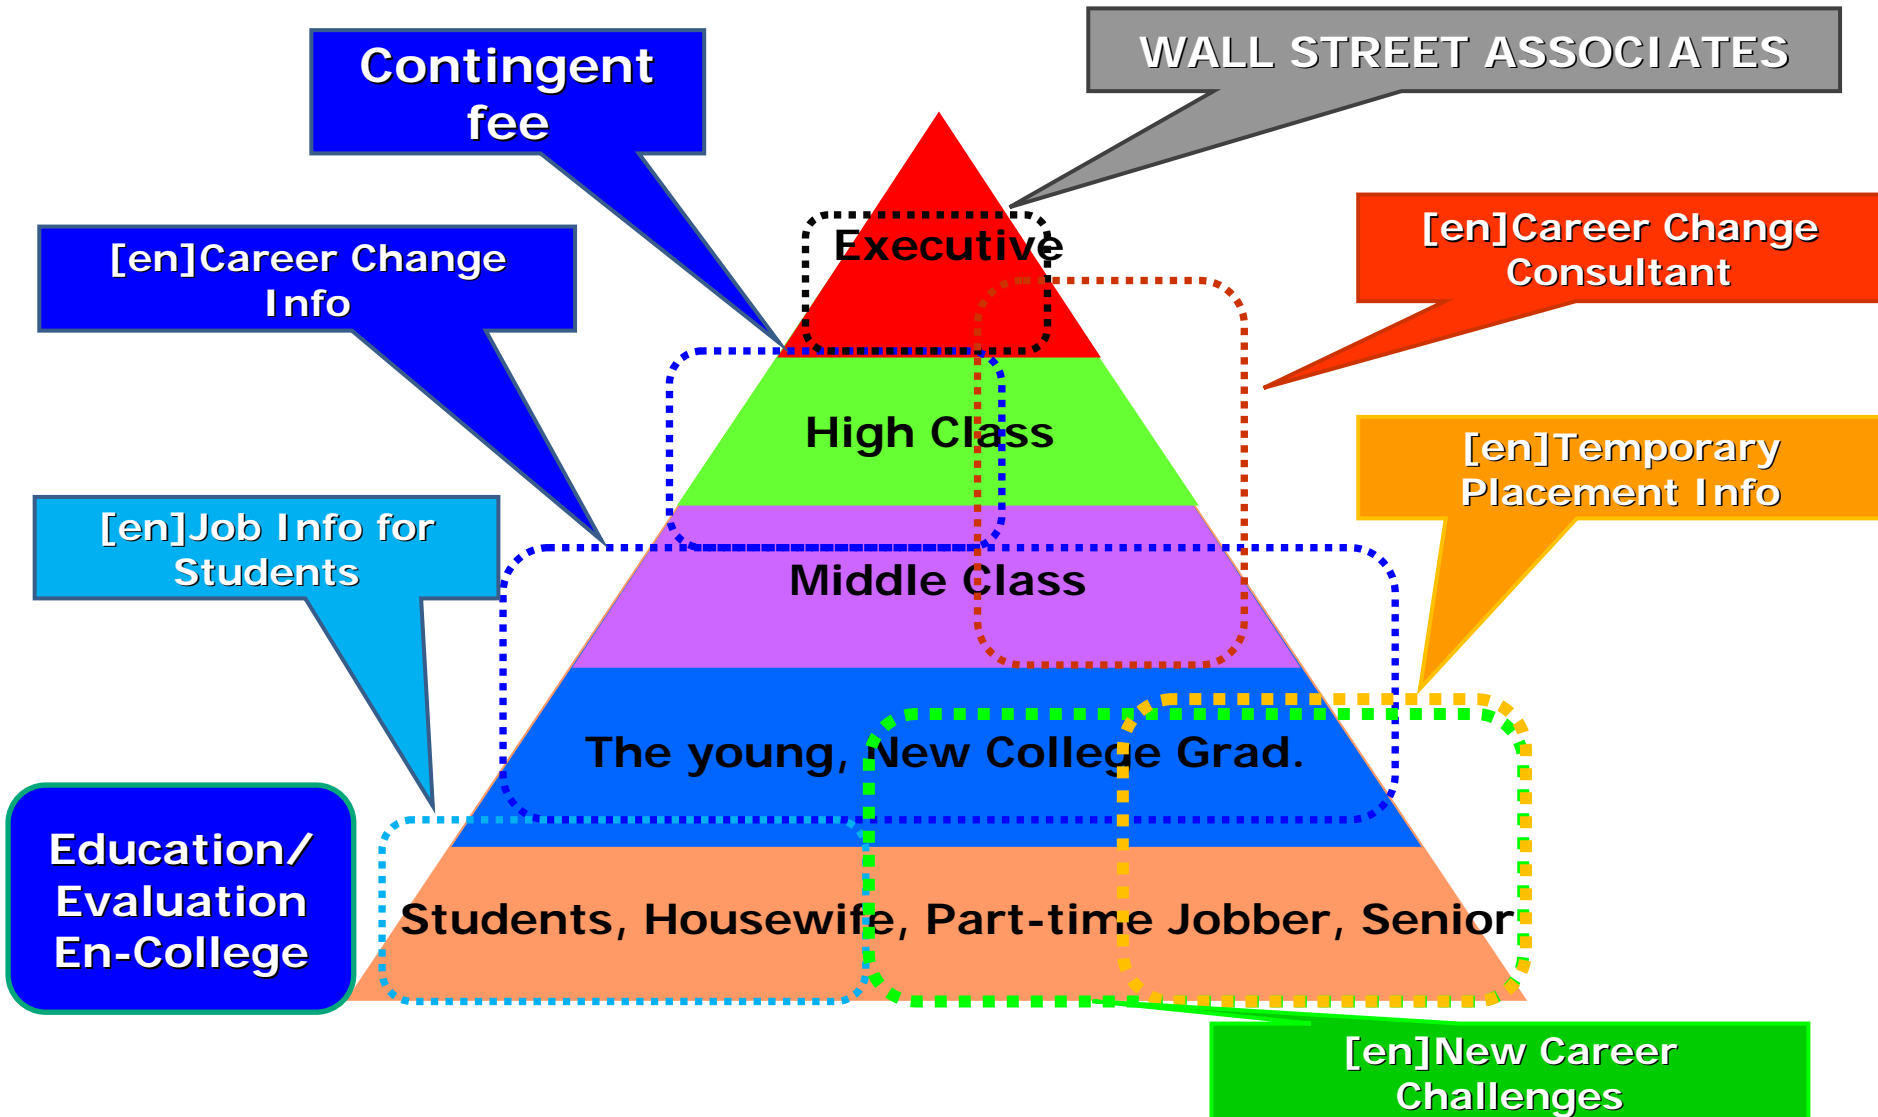 WALL STREET ASSOCIATES
Contingent
fee
[en]Career Change
Consultant
[en]Career Change
Info
Executive
High Class
[en]Temporary
Placement Info
[en]Job Info for
Students
Middle Class
The young, New College Grad.
Education/
Evaluation
En-College
Students, Housewife, Part-time Jobber, Senior
[en]New Career
Challenges